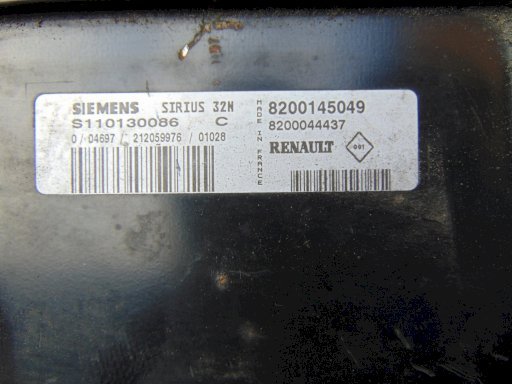 SIEMENS SIRIUS 32N
S110130086 C
0/04697/ 212059976 /01028
MADE IN FRANCE
8200145049
8200044437
RENAULT